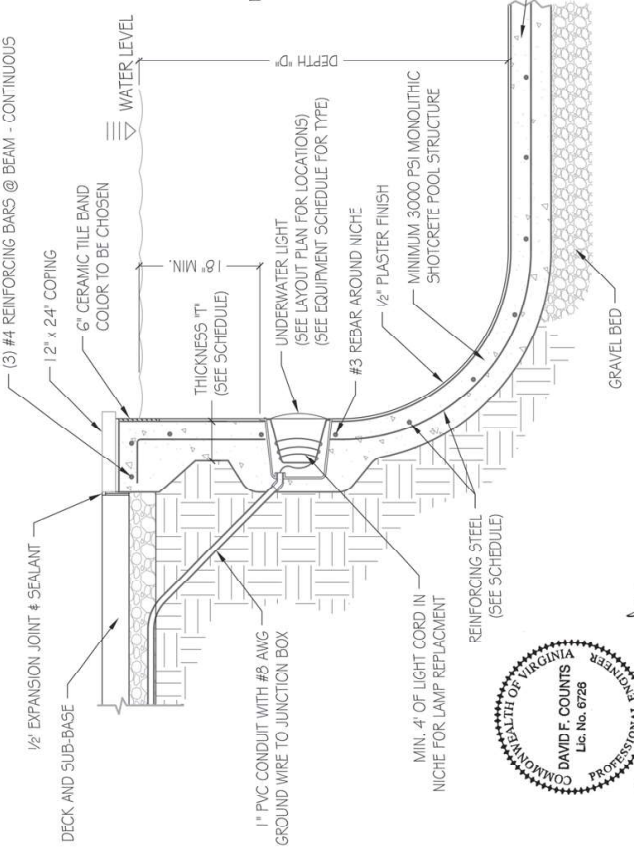 (3) #4 REINFORCING BARS @ BEAM - CONTINUOUS
12" x 24' COPING
6" CERAMIC TILE BAND
COLOR TO BE CHOSEN
WATER LEVEL
1/2' EXPANSION JOINT & SEALANT
DECK AND SUB-BASE
THICKNESS "T"
(SEE SCHEDULE)
18" MIN.
DEPTH "D"
1" PVC CONDUIT WITH #8 AWG
GROUND WIRE TO JUNCTION BOX
UNDERWATER LIGHT
(SEE LAYOUT PLAN FOR LOCATIONS)
(SEE EQUIPMENT SCHEDULE FOR TYPE)
#3 REBAR AROUND NICHE
1/2" PLASTER FINISH
MINIMUM 3000 PSI MONOLITHIC
SHOTCRETE POOL STRUCTURE
MIN. 4' OF LIGHT CORD IN
NICHE FOR LAMP REPLACMENT
REINFORCING STEEL
(SEE SCHEDULE)
GRAVEL BED
COMMONWEALTH OF VIRGINIA
DAVID F. COUNTS
Lic. No. 6726
PROFESSIONAL ENGINEER